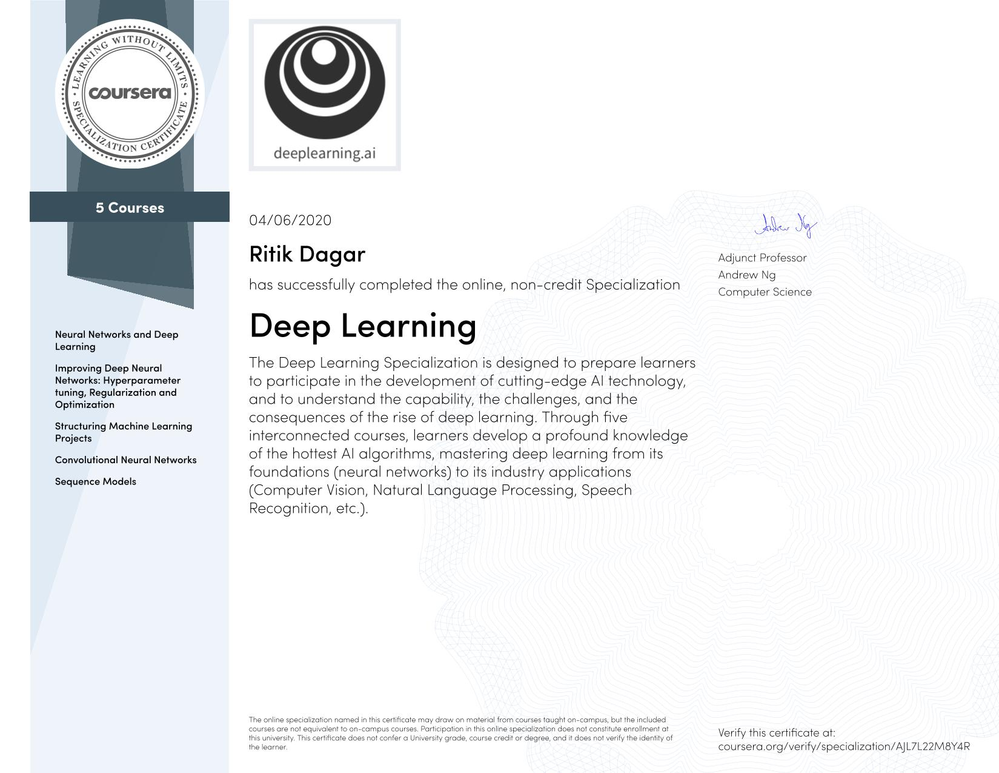 LEARNING WITHOUT LIMITS
coursera
SPECIALIZATION CERTIFICATE
5 Courses
Neural Networks and Deep
Learning
Improving Deep Neural
Networks: Hyperparameter
tuning, Regularization and
Optimization
Structuring Machine Learning
Projects
Convolutional Neural Networks
Sequence Models
deeplearning.ai
04/06/2020
Ritik Dagar
has successfully completed the online, non-credit Specialization
Deep Learning
The Deep Learning Specialization is designed to prepare learners
to participate in the development of cutting-edge AI technology,
and to understand the capability, the challenges, and the
consequences of the rise of deep learning. Through five
interconnected courses, learners develop a profound knowledge
of the hottest AI algorithms, mastering deep learning from its
foundations (neural networks) to its industry applications
(Computer Vision, Natural Language Processing, Speech
Recognition, etc.).
Andrew Ng
Adjunct Professor
Andrew Ng
Computer Science
The online specialization named in this certificate may draw on material from courses taught on-campus, but the included
courses are not equivalent to on-campus courses. Participation in this online specialization does not constitute enrollment at
this university. This certificate does not confer a University grade, course credit or degree, and it does not verify the identity of
the learner.
Verify this certificate at:
coursera.org/verify/specialization/AJL7L22M8Y4R